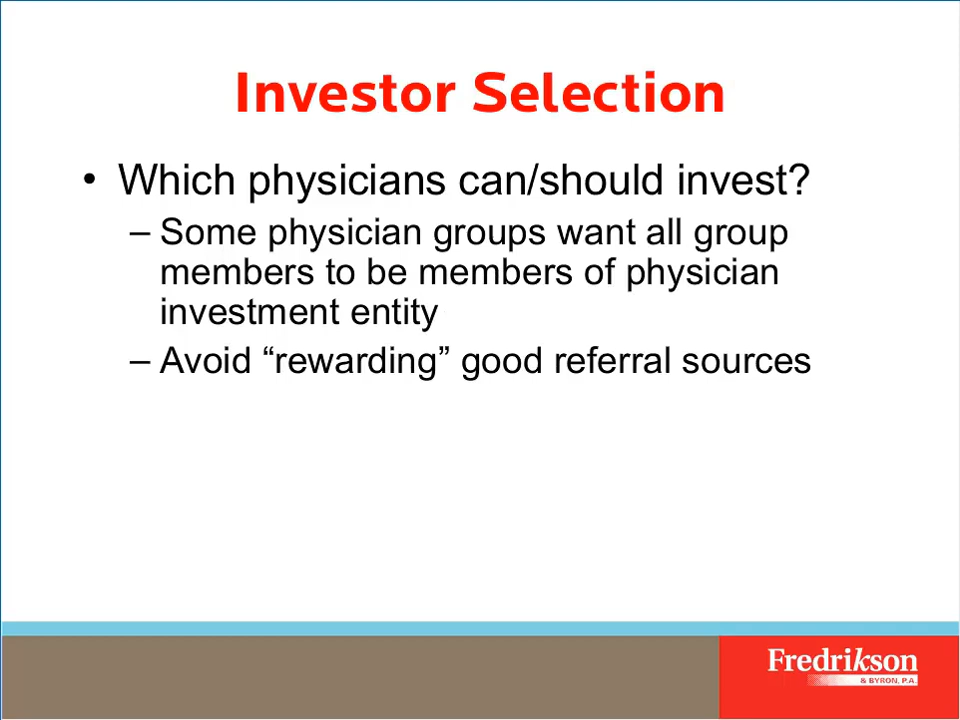 Investor Selection
• Which physicians can/should invest?
– Some physician groups want all group
members to be members of physician
investment entity
– Avoid “rewarding” good referral sources
Fredrikson
& BYRON, P.A.